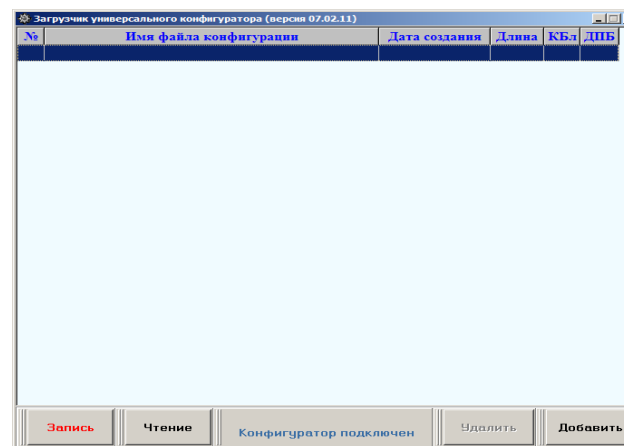 Загрузчик универсального конфигуратора (версия 07.02.11)
№ Имя файла конфигурации Дата создания Длина КБл ДПБ
Запись Чтение Конфигуратор подключен Удалить Добавить